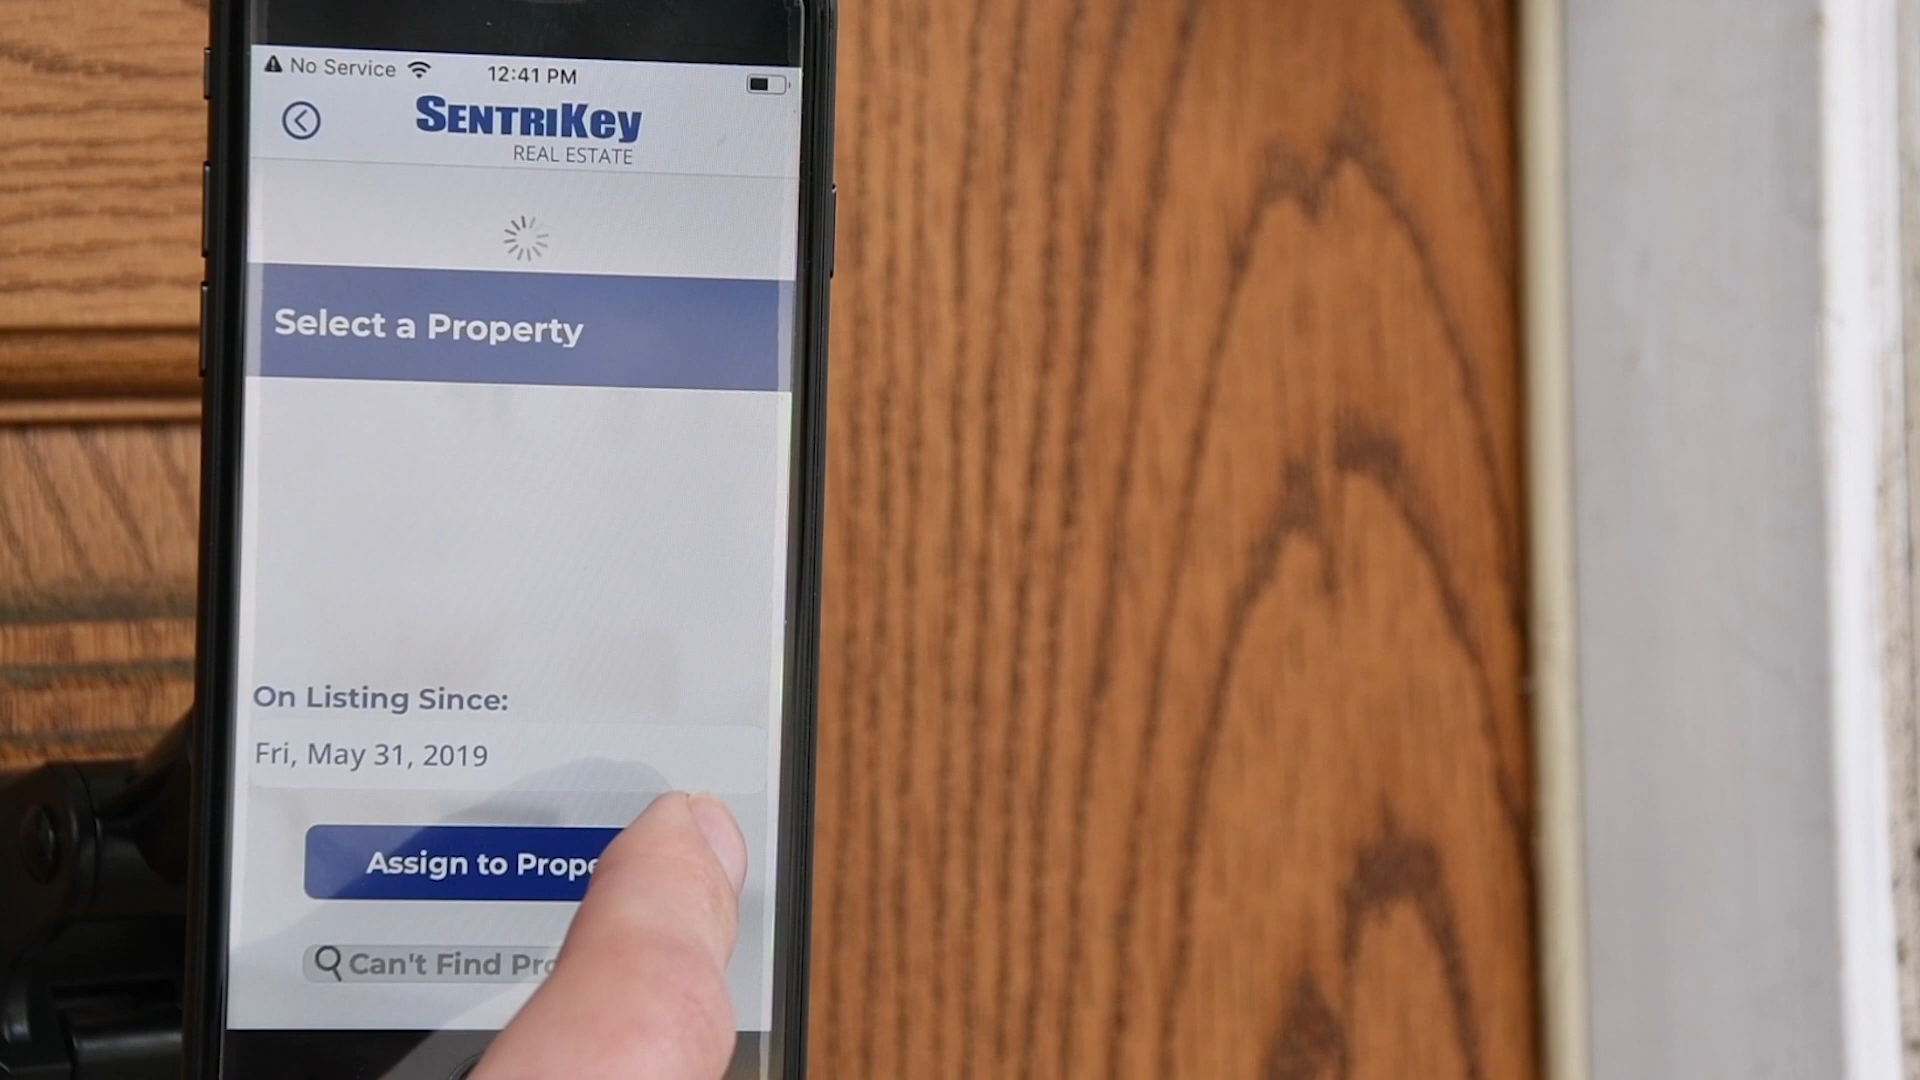 No Service 12:41 PM
SENTRIKEY
REAL ESTATE
Select a Property
On Listing Since:
Fri, May 31, 2019
Assign to Prope
Can't Find Pro